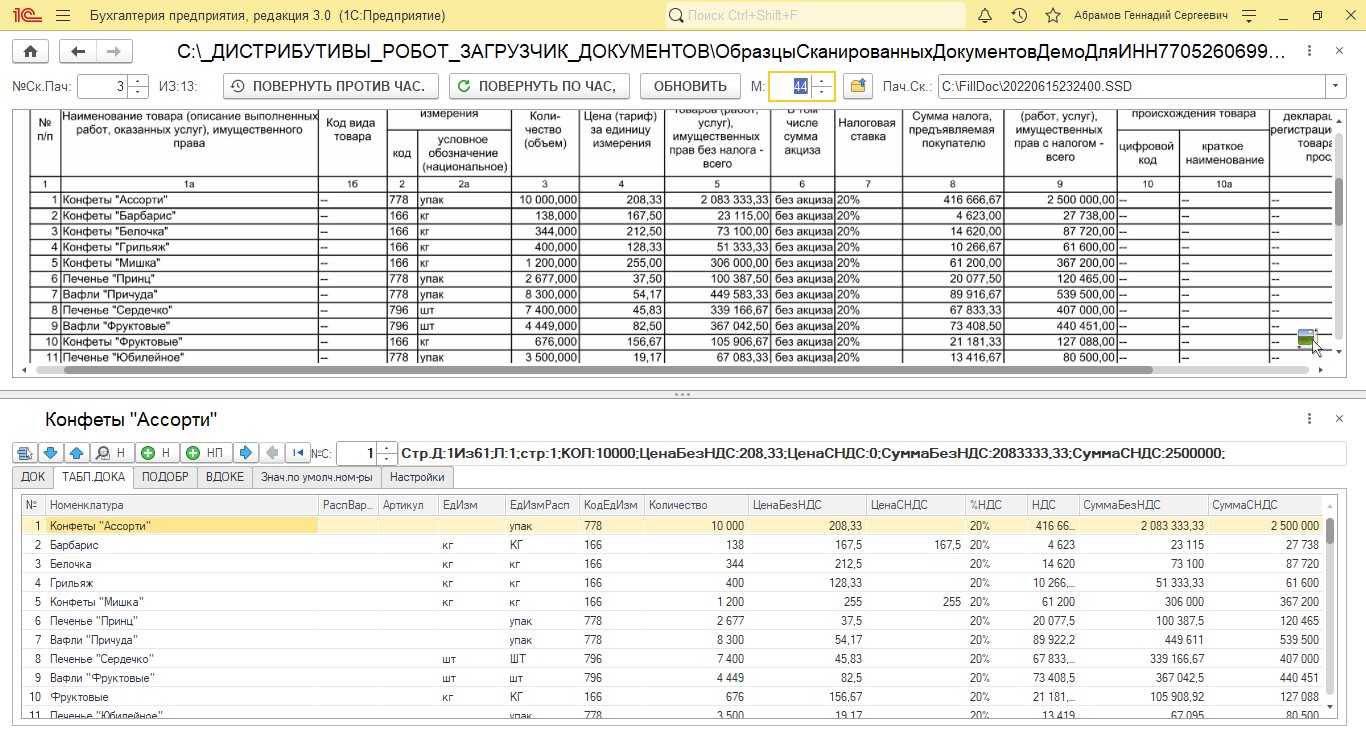 1С Бухгалтерия предприятия, редакция 3.0 (1С:Предприятие) Поиск Ctrl+Shift+F Абрамов Геннадий Сергеевич
C:\_ДИСТРИБУТИВЫ_РОБОТ_ЗАГРУЗЧИК_ДОКУМЕНТОВ\ОбразцыСканированныхДокументовДемоДляИНН7705260699...
№Ск.Пач: 3 ИЗ:13: ПОВЕРНУТЬ ПРОТИВ ЧАС. ПОВЕРНУТЬ ПО ЧАС, ОБНОВИТЬ М: 44 Пач.Ск.: C:\FillDoc\20220615232400.SSD
№ п/п
Наименование товара (описание выполненных работ, оказанных услуг), имущественного права
Код вида товара
измерения
код
условное обозначение (национальное)
Коли-чество (объем)
Цена (тариф) за единицу измерения
товаров (работ, услуг), имущественных прав без налога - всего
В том числе сумма акциза
Налоговая ставка
Сумма налога, предъявляемая покупателю
(работ, услуг), имущественных прав с налогом - всего
происхождения товара
цифровой код
краткое наименование
1 1а 1б 2 2а 3 4 5 6 7 8 9 10 10а
1 Конфеты "Ассорти" -- 778 упак 10 000,000 208,33 2 083 333,33 без акциза 20% 416 666,67 2 500 000,00 -- -- --
2 Конфеты "Барбарис" -- 166 кг 138,000 167,50 23 115,00 без акциза 20% 4 623,00 27 738,00 -- -- --
3 Конфеты "Белочка" -- 166 кг 344,000 212,50 73 100,00 без акциза 20% 14 620,00 87 720,00 -- -- --
4 Конфеты "Грильяж" -- 166 кг 400,000 128,33 51 333,33 без акциза 20% 10 266,67 61 600,00 -- -- --
5 Конфеты "Мишка" -- 166 кг 1 200,000 255,00 306 000,00 без акциза 20% 61 200,00 367 200,00 -- -- --
6 Печенье "Принц" -- 778 упак 2 677,000 37,50 100 387,50 без акциза 20% 20 077,50 120 465,00 -- -- --
7 Вафли "Причуда" -- 778 упак 8 300,000 54,17 449 583,33 без акциза 20% 89 916,67 539 500,00 -- -- --
8 Печенье "Сердечко" -- 796 шт 7 400,000 45,83 339 166,67 без акциза 20% 67 833,33 407 000,00 -- -- --
9 Вафли "Фруктовые" -- 796 шт 4 449,000 82,50 367 042,50 без акциза 20% 73 408,50 440 451,00 -- -- --
10 Конфеты "Фруктовые" -- 166 кг 676,000 156,67 105 906,67 без акциза 20% 21 181,33 127 088,00 -- --
11 Печенье "Юбилейное" -- 778 упак 3 500,000 19,17 67 083,33 без акциза 20% 13 416,67 80 500,00 -- -- --
Конфеты "Ассорти"
Н Н НП №С: 1 Стр.Д:1Из61;Л:1;стр:1;КОЛ:10000;ЦенаБезНДС:208,33;ЦенаСНДС:0;СуммаБезНДС:2083333,33;СуммаСНДС:2500000;
ДОК ТАБЛ.ДОКА ПОДОБР ВДОКЕ Знач.по умолч.ном-ры Настройки
№ Номенклатура РаспВар... Артикул ЕдИзм ЕдИзмРасп КодЕдИзм Количество ЦенаБезНДС ЦенаСНДС %НДС НДС СуммаБезНДС СуммаСНДС
1 Конфеты "Ассорти" упак 778 10 000 208,33 20% 416 66... 2 083 333,33 2 500 000
2 Барбарис кг КГ 166 138 167,5 167,5 20% 4 623 23 115 27 738
3 Белочка кг кг 166 344 212,5 20% 14 620 73 100 87 720
4 Грильяж кг кг 166 400 128,33 20% 10 266,... 51 333,33 61 600
5 Конфеты "Мишка" кг кг 166 1 200 255 255 20% 61 200 306 000 367 200
6 Печенье "Принц" упак 778 2 677 37,5 20% 20 077,5 100 387,5 120 465
7 Вафли "Причуда" упак 778 8 300 54,17 20% 89 922,2 449 611 539 500
8 Печенье "Сердечко" шт ШТ 796 7 400 45,83 20% 67 833,... 339 166,67 407 000
9 Вафли "Фруктовые" шт шт 796 4 449 82,5 20% 73 408,5 367 042,5 440 451
10 Фруктовые кг КГ 166 676 156,67 20% 21 181,... 105 908,92 127 088
11 Печенье "Юбилейное" упак 778 3 500 19,17 20% 13 419 67 095 80 500